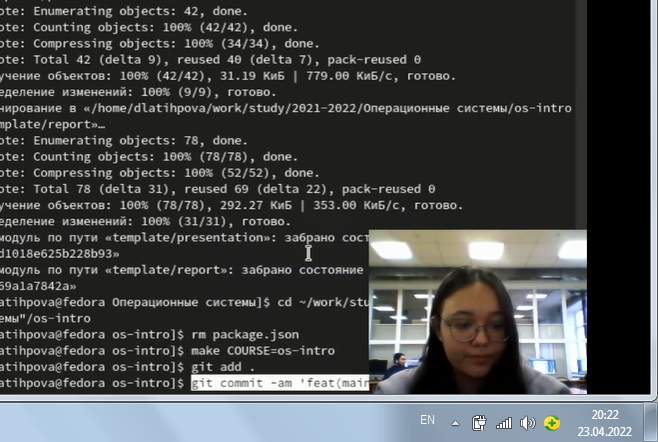 ote: Enumerating objects: 42, done.
ote: Counting objects: 100% (42/42), done.
ote: Compressing objects: 100% (34/34), done.
ote: Total 42 (delta 9), reused 40 (delta 7), pack-reused 0
учение объектов: 100% (42/42), 31.19 КиБ | 779.00 КиБ/с, готово.
еделение изменений: 100% (9/9), готово.
нирование в «/home/dlatihpova/work/study/2021-2022/Операционные системы/os-intro
mplate/report»…
ote: Enumerating objects: 78, done.
ote: Counting objects: 100% (78/78), done.
ote: Compressing objects: 100% (52/52), done.
ote: Total 78 (delta 31), reused 69 (delta 22), pack-reused 0
учение объектов: 100% (78/78), 292.27 КиБ | 353.00 КиБ/с, готово.
еделение изменений: 100% (31/31), готово.
модуль по пути «template/presentation»: забрано сост
d1018e625b228b93»
модуль по пути «template/report»: забрано состояние
69a1a7842a»
atihpova@fedora Операционные системы]$ cd ~/work/stu
емы"/os-intro
atihpova@fedora os-intro]$ rm package.json
atihpova@fedora os-intro]$ make COURSE=os-intro
atihpova@fedora os-intro]$ git add .
atihpova@fedora os-intro]$ git commit -am 'feat(main
EN
20:22
23.04.2022